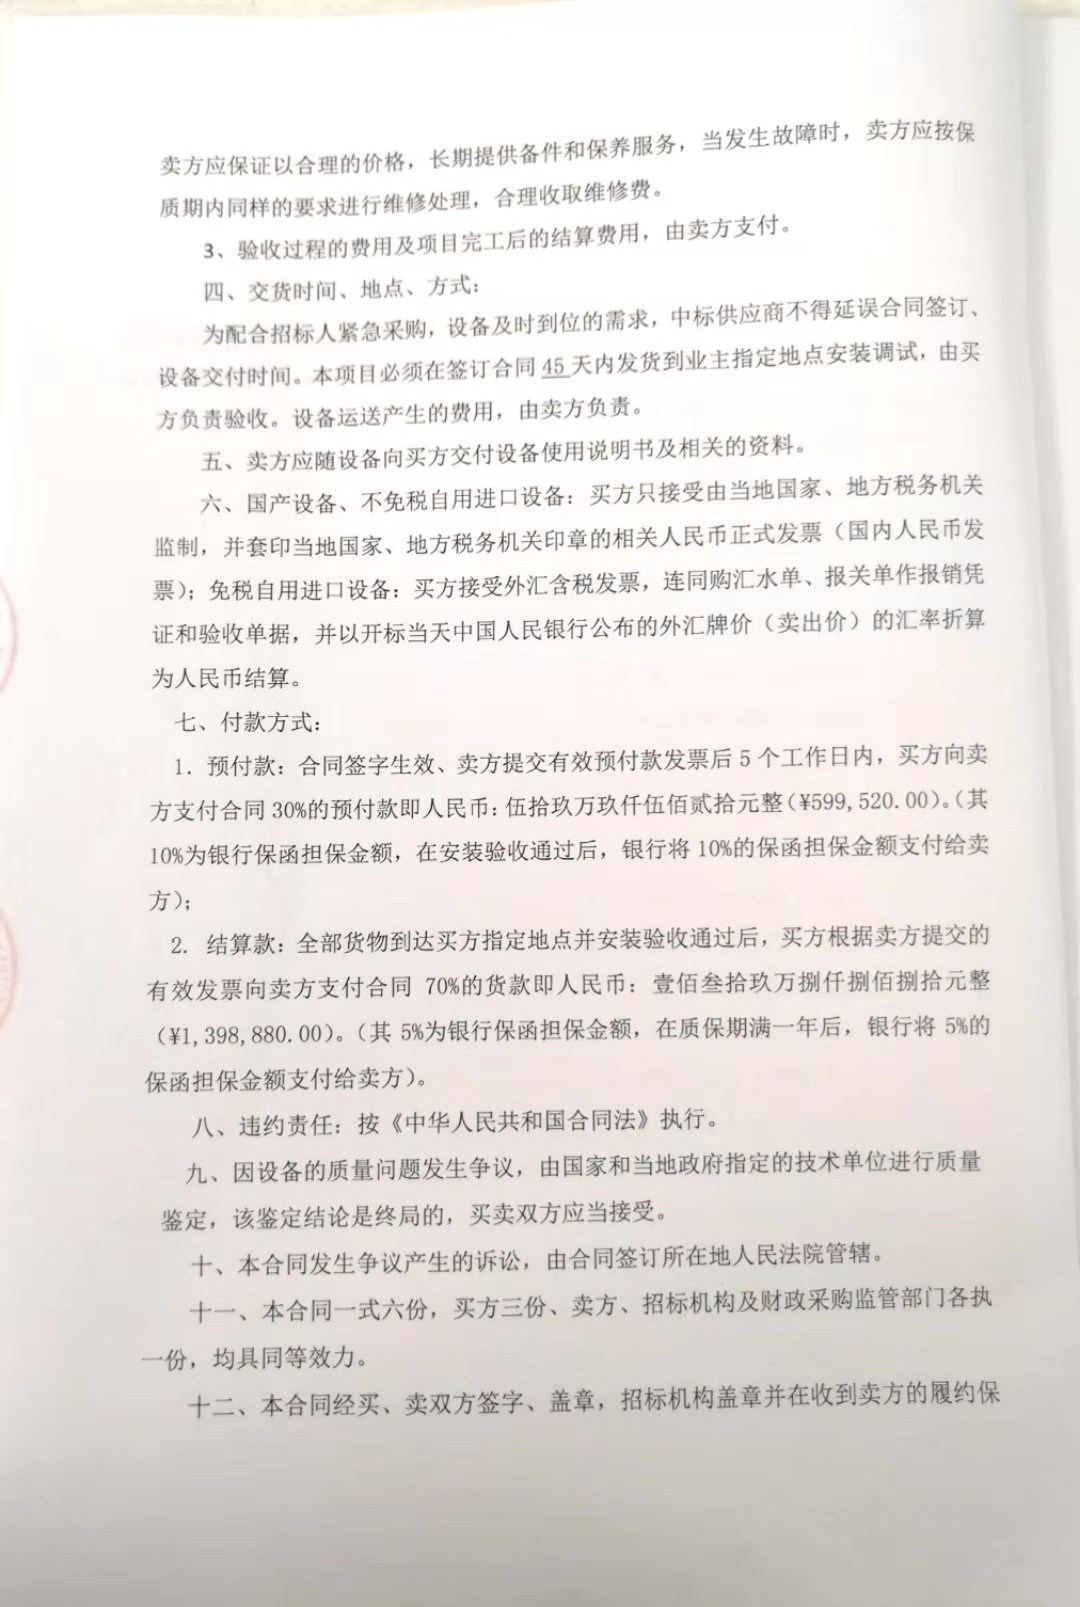 卖方应保证以合理的价格，长期提供备件和保养服务，当发生故障时，卖方应按保
质期内同样的要求进行维修处理，合理收取维修费。
3、验收过程的费用及项目完工后的结算费用，由卖方支付。
四、交货时间、地点、方式：
为配合招标人紧急采购，设备及时到位的需求，中标供应商不得延误合同签订、
设备交付时间。本项目必须在签订合同 45 天内发货到业主指定地点安装调试，由买
方负责验收。设备运送产生的费用，由卖方负责。
五、卖方应随设备向买方交付设备使用说明书及相关的资料。
六、国产设备、不免税自用进口设备：买方只接受由当地国家、地方税务机关
监制，并套印当地国家、地方税务机关印章的相关人民币正式发票（国内人民币发
票）；免税自用进口设备：买方接受外汇含税发票，连同购汇水单、报关单作报销凭
证和验收单据，并以开标当天中国人民银行公布的外汇牌价（卖出价）的汇率折算
为人民币结算。
七、付款方式：
1. 预付款：合同签字生效、卖方提交有效预付款发票后 5 个工作日内，买方向卖
方支付合同 30%的预付款即人民币：伍拾玖万玖仟伍佰贰拾元整（¥599,520.00）。（其
10%为银行保函担保金额，在安装验收通过后，银行将 10%的保函担保金额支付给卖
方）；
2. 结算款：全部货物到达买方指定地点并安装验收通过后，买方根据卖方提交的
有效发票向卖方支付合同 70%的货款即人民币：壹佰叁拾玖万捌仟捌佰捌拾元整
（¥1,398,880.00）。（其 5%为银行保函担保金额，在质保期满一年后，银行将 5%的
保函担保金额支付给卖方）。
八、违约责任：按《中华人民共和国合同法》执行。
九、因设备的质量问题发生争议，由国家和当地政府指定的技术单位进行质量
鉴定，该鉴定结论是终局的，买卖双方应当接受。
十、本合同发生争议产生的诉讼，由合同签订所在地人民法院管辖。
十一、本合同一式六份，买方三份、卖方、招标机构及财政采购监管部门各执
一份，均具同等效力。
十二、本合同经买、卖双方签字、盖章，招标机构盖章并在收到卖方的履约保